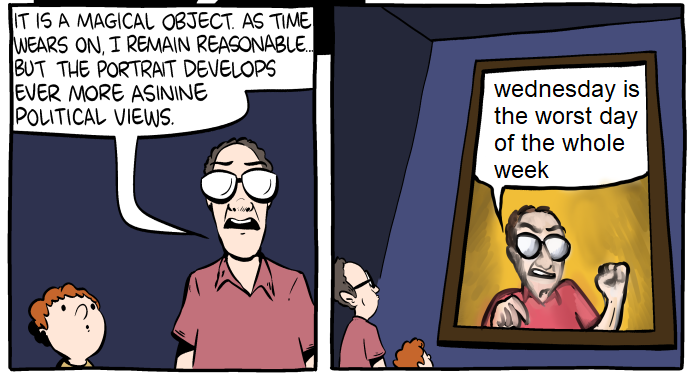 IT IS A MAGICAL OBJECT. AS TIME
WEARS ON, I REMAIN REASONABLE...
BUT THE PORTRAIT DEVELOPS
EVER MORE ASININE
POLITICAL VIEWS.
wednesday is
the worst day
of the whole
week